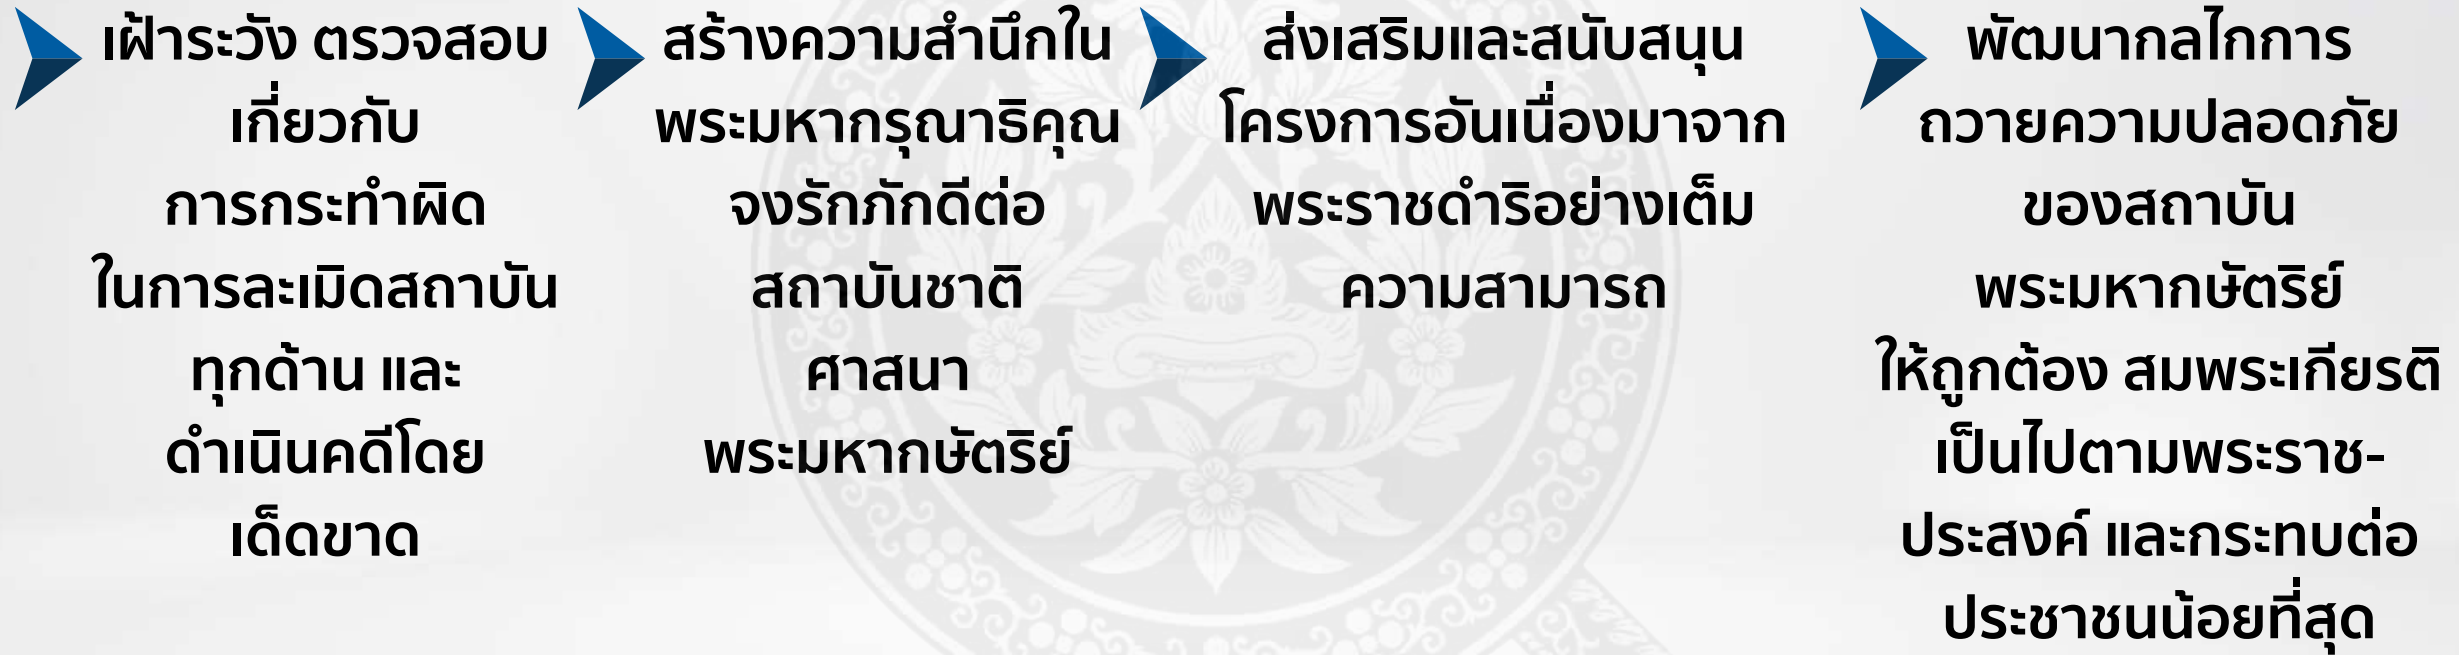 เฝ้าระวัง ตรวจสอบ
เกี่ยวกับ
การกระทำผิด
ในการละเมิดสถาบัน
ทุกด้าน และ
ดำเนินคดีโดย
เด็ดขาด
สร้างความสำนึกใน
พระมหากรุณาธิคุณ
จงรักภักดีต่อ
สถาบันชาติ
ศาสนา
พระมหากษัตริย์
ส่งเสริมและสนับสนุน
โครงการอันเนื่องมาจาก
พระราชดำริอย่างเต็ม
ความสามารถ
พัฒนากลไกการ
ถวายความปลอดภัย
ของสถาบัน
พระมหากษัตริย์
ให้ถูกต้อง สมพระเกียรติ
เป็นไปตามพระราช-
ประสงค์ และกระทบต่อ
ประชาชนน้อยที่สุด